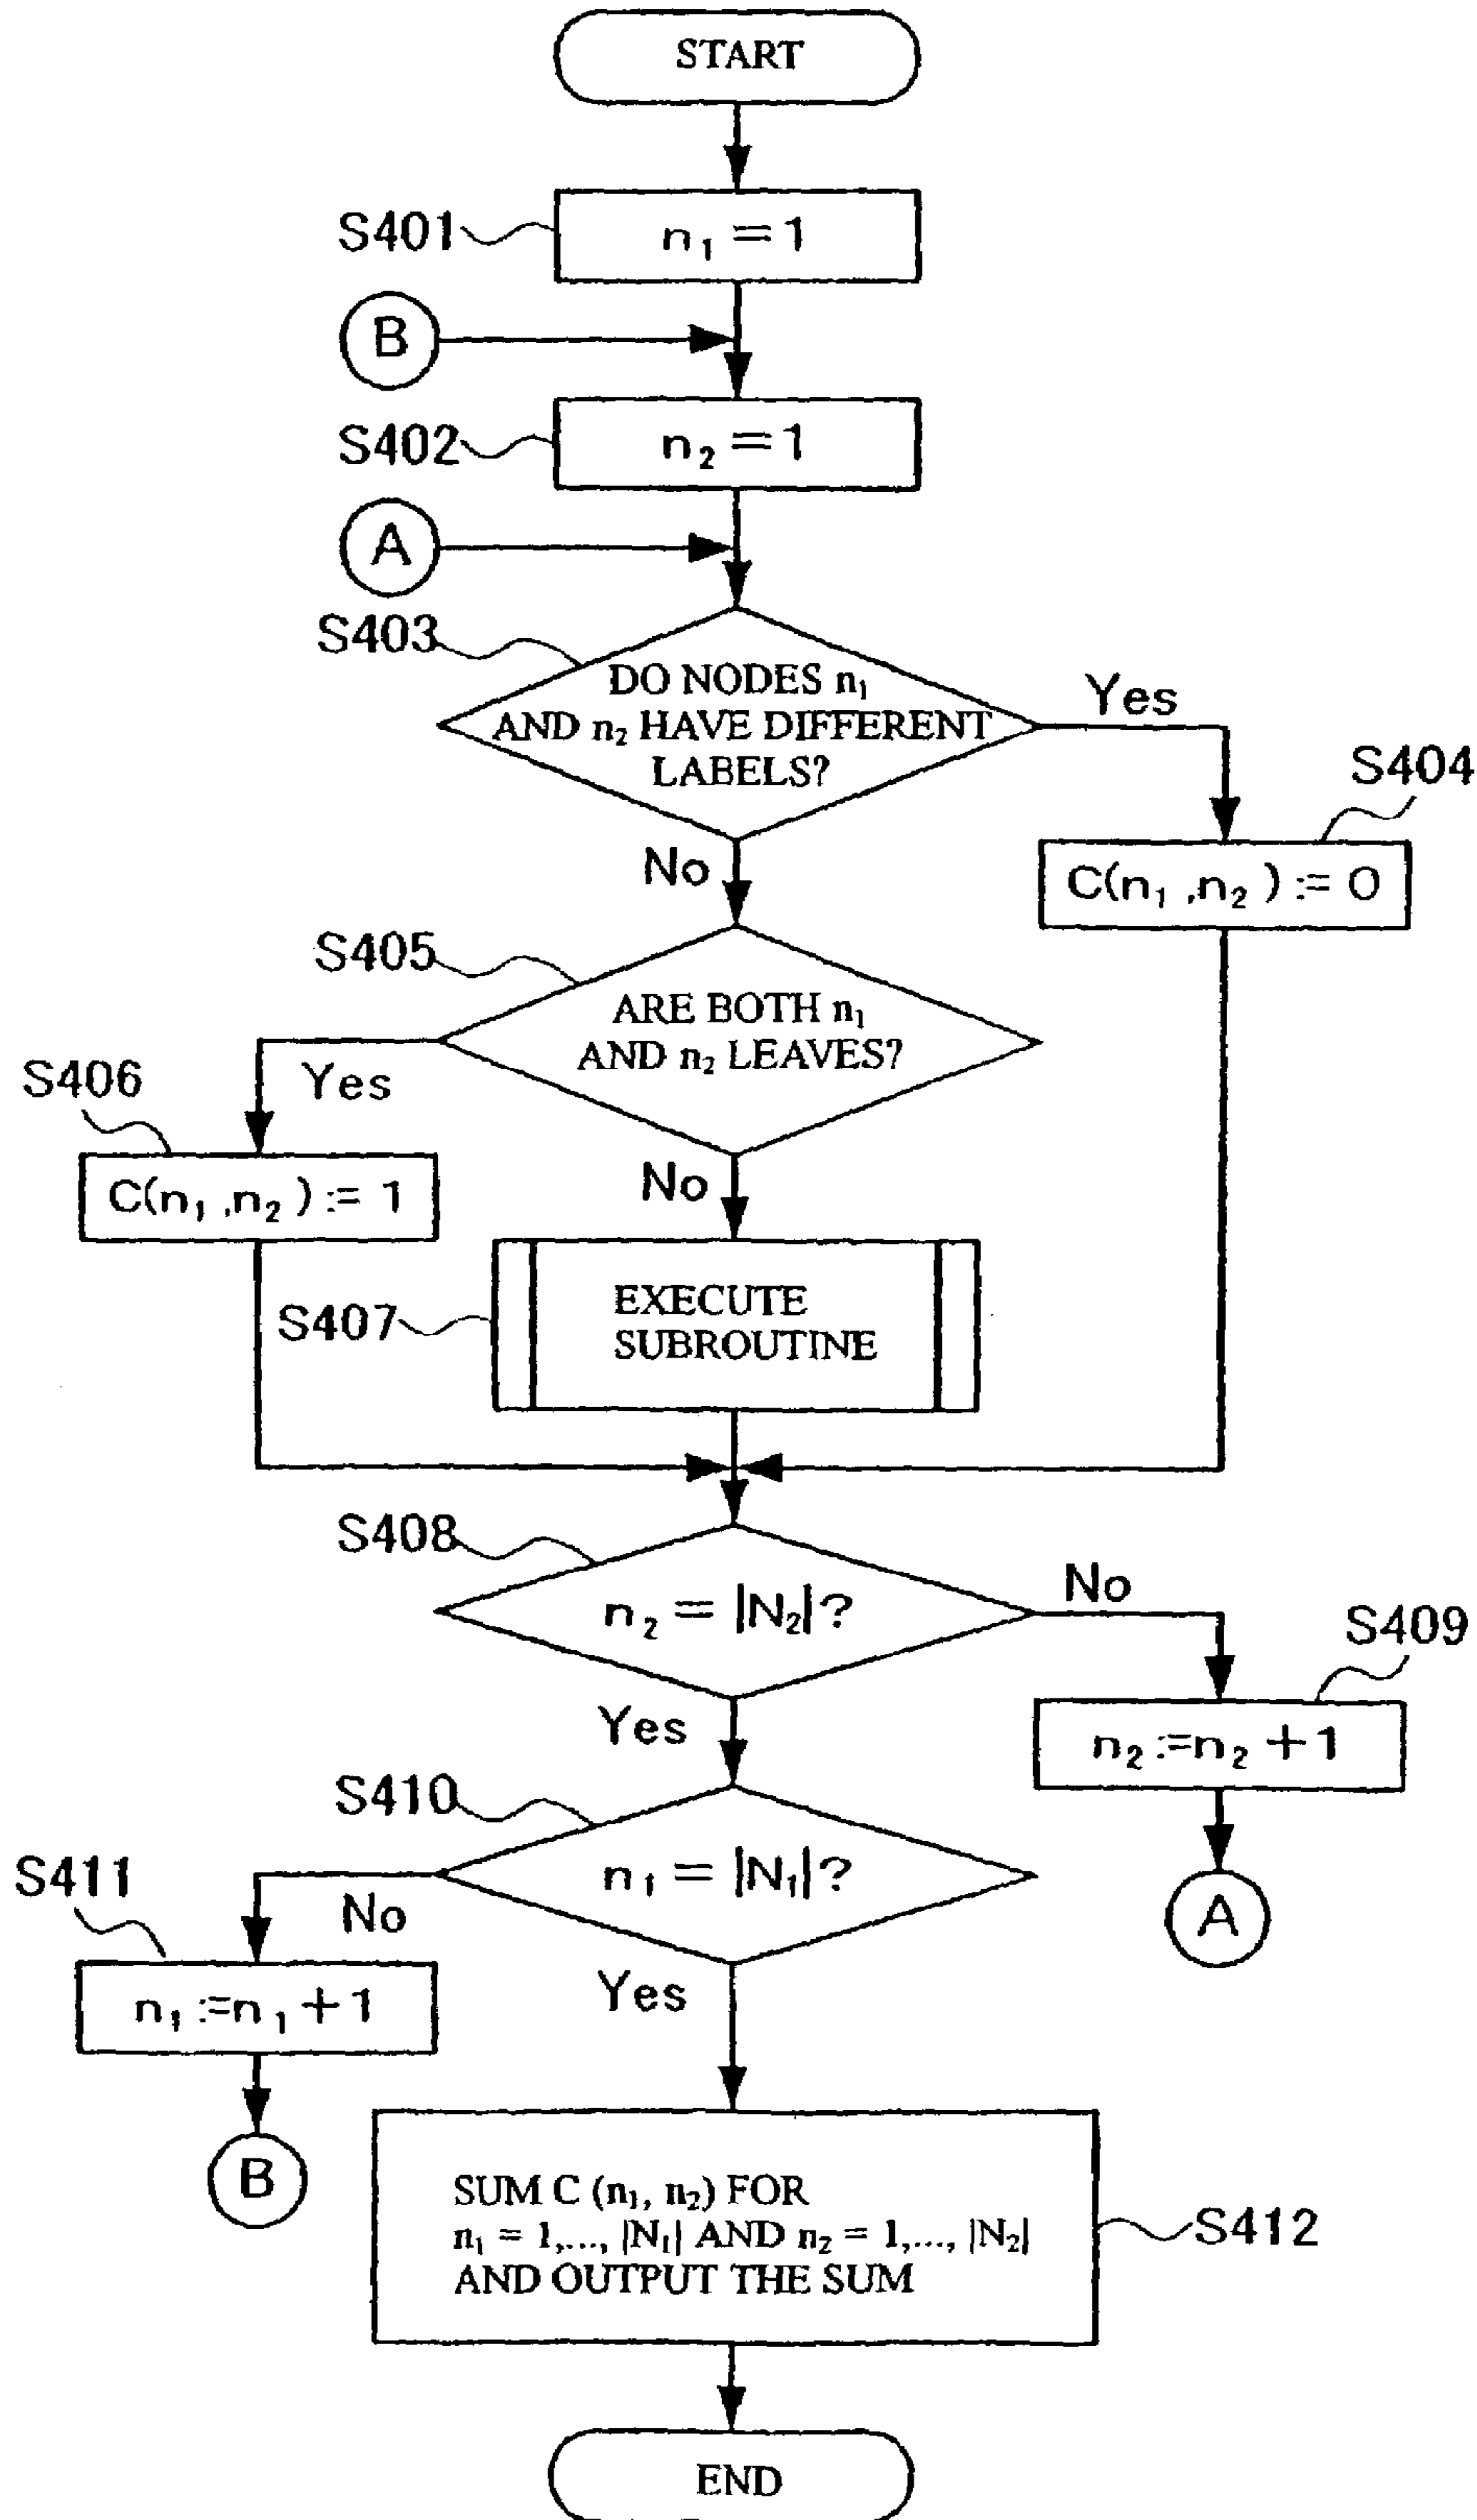 START
S401
n₁ = 1
B
S402
n₂ = 1
A
S403
DO NODES n₁
AND n₂ HAVE DIFFERENT
LABELS?
Yes
S404
C(n₁ ,n₂ ) := 0
No
S405
ARE BOTH n₁
AND n₂ LEAVES?
Yes
S406
C(n₁ ,n₂ ) := 1
No
S407
EXECUTE
SUBROUTINE
S408
n₂ = |N₂| ?
No
S409
n₂ :=n₂ + 1
A
Yes
S410
n₁ = |N₁| ?
No
S411
n₁ :=n₁ + 1
B
Yes
SUM C (n₁, n₂) FOR
n₁ = 1,..., |N₁| AND n₂ = 1,..., |N₂|
AND OUTPUT THE SUM
S412
END